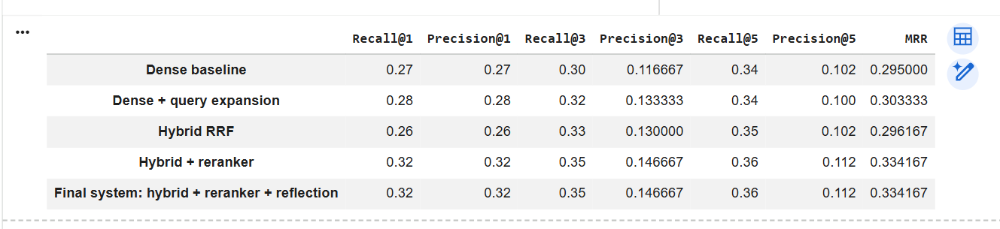 Recall@1 Precision@1 Recall@3 Precision@3 Recall@5 Precision@5 MRR
Dense baseline 0.27 0.27 0.30 0.116667 0.34 0.102 0.295000
Dense + query expansion 0.28 0.28 0.32 0.133333 0.34 0.100 0.303333
Hybrid RRF 0.26 0.26 0.33 0.130000 0.35 0.102 0.296167
Hybrid + reranker 0.32 0.32 0.35 0.146667 0.36 0.112 0.334167
Final system: hybrid + reranker + reflection 0.32 0.32 0.35 0.146667 0.36 0.112 0.334167